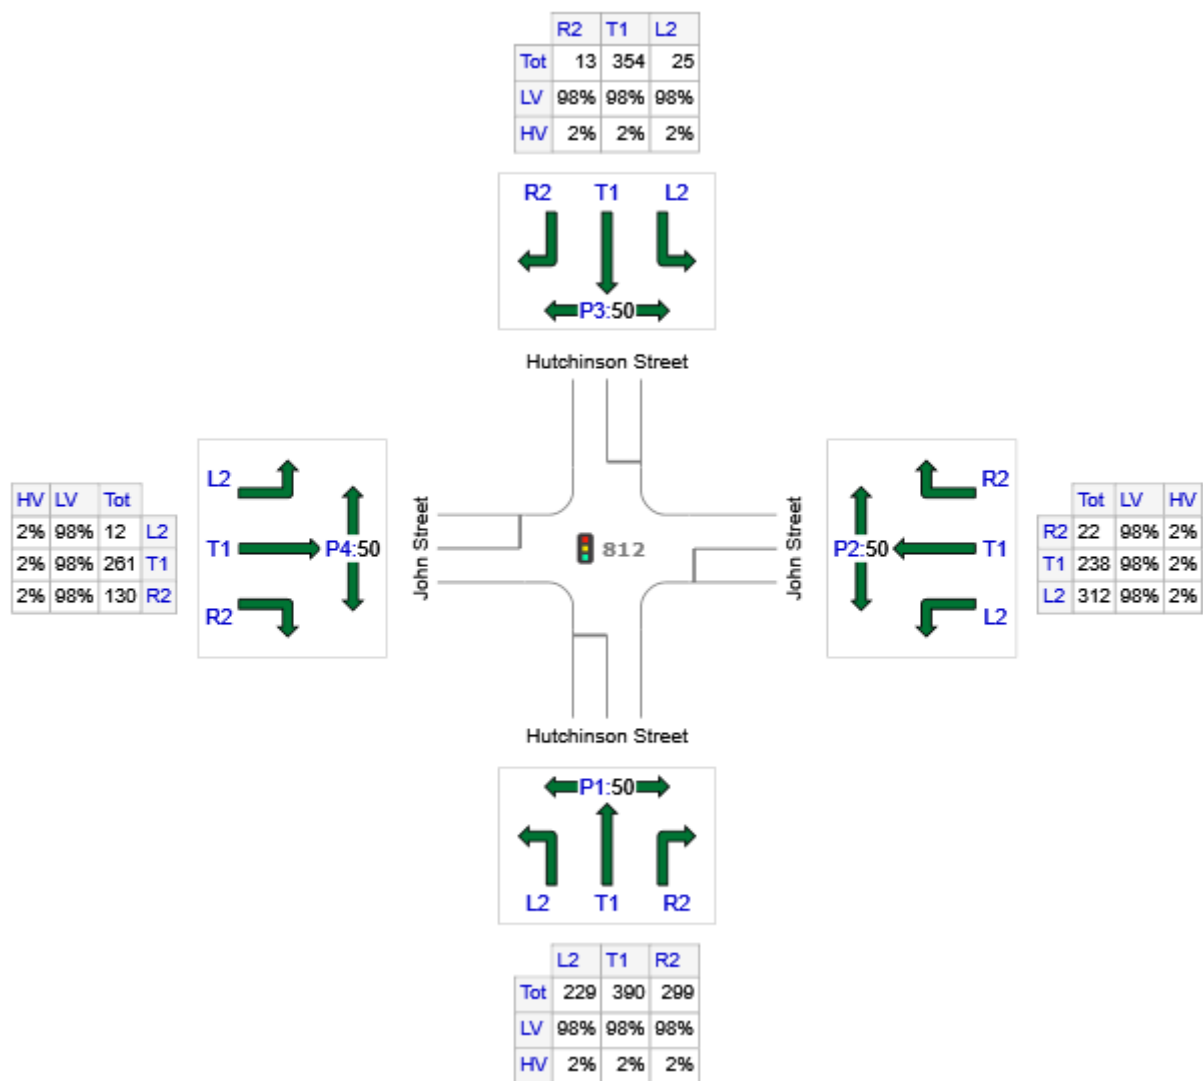 R2 T1 L2
Tot 13 354 25
LV 98% 98% 98%
HV 2% 2% 2%
R2 T1 L2
P3:50
Hutchinson Street
HV LV Tot
2% 98% 12 L2
2% 98% 261 T1
2% 98% 130 R2
L2
T1
P4:50
R2
John Street
812
John Street
R2
P2:50
T1
L2
Tot LV HV
R2 22 98% 2%
T1 238 98% 2%
L2 312 98% 2%
Hutchinson Street
P1:50
L2 T1 R2
L2 T1 R2
Tot 229 390 299
LV 98% 98% 98%
HV 2% 2% 2%